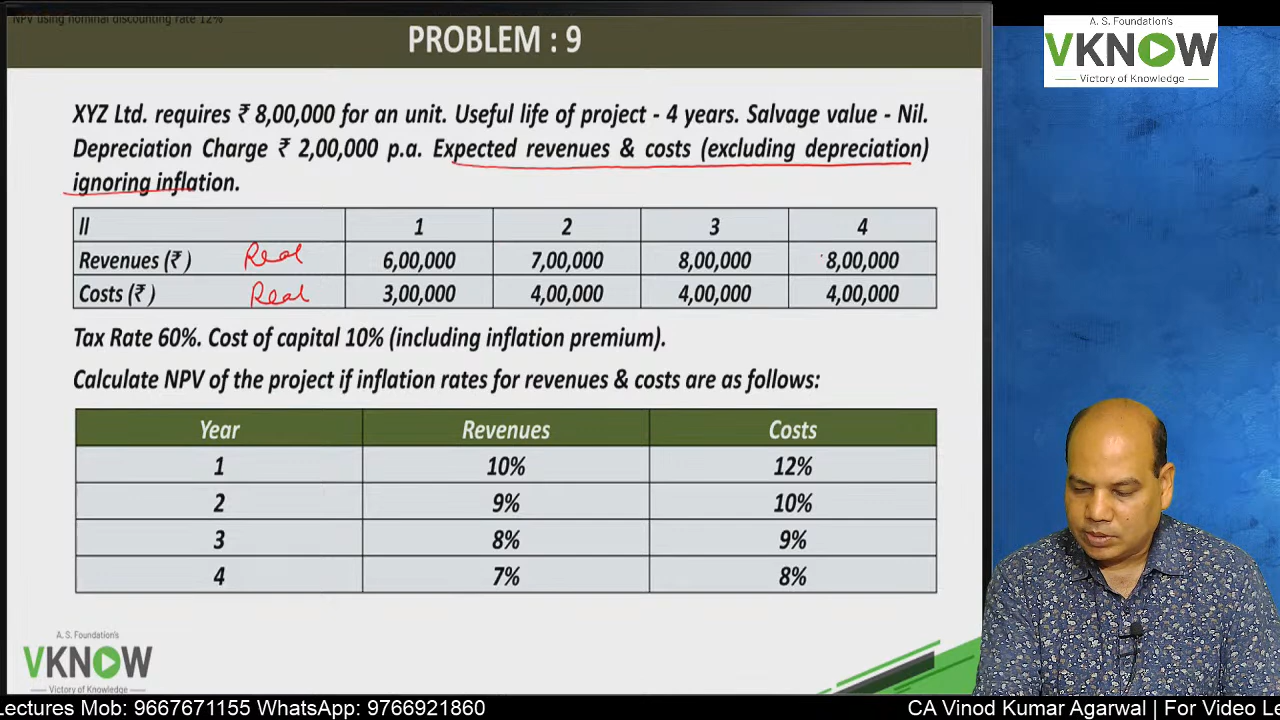 NPV using nominal discounting rate 12%
PROBLEM : 9
A. S. Foundation's
VKNOW
Victory of Knowledge
XYZ Ltd. requires ₹ 8,00,000 for an unit. Useful life of project - 4 years. Salvage value - Nil.
Depreciation Charge ₹ 2,00,000 p.a. Expected revenues & costs (excluding depreciation)
ignoring inflation.
ll 1 2 3 4
Revenues (₹ ) Real 6,00,000 7,00,000 8,00,000 8,00,000
Costs (₹ ) Real 3,00,000 4,00,000 4,00,000 4,00,000
Tax Rate 60%. Cost of capital 10% (including inflation premium).
Calculate NPV of the project if inflation rates for revenues & costs are as follows:
Year Revenues Costs
1 10% 12%
2 9% 10%
3 8% 9%
4 7% 8%
A. S. Foundation's
VKNOW
Victory of Knowledge
Lectures Mob: 9667671155 WhatsApp: 9766921860 CA Vinod Kumar Agarwal | For Video Le